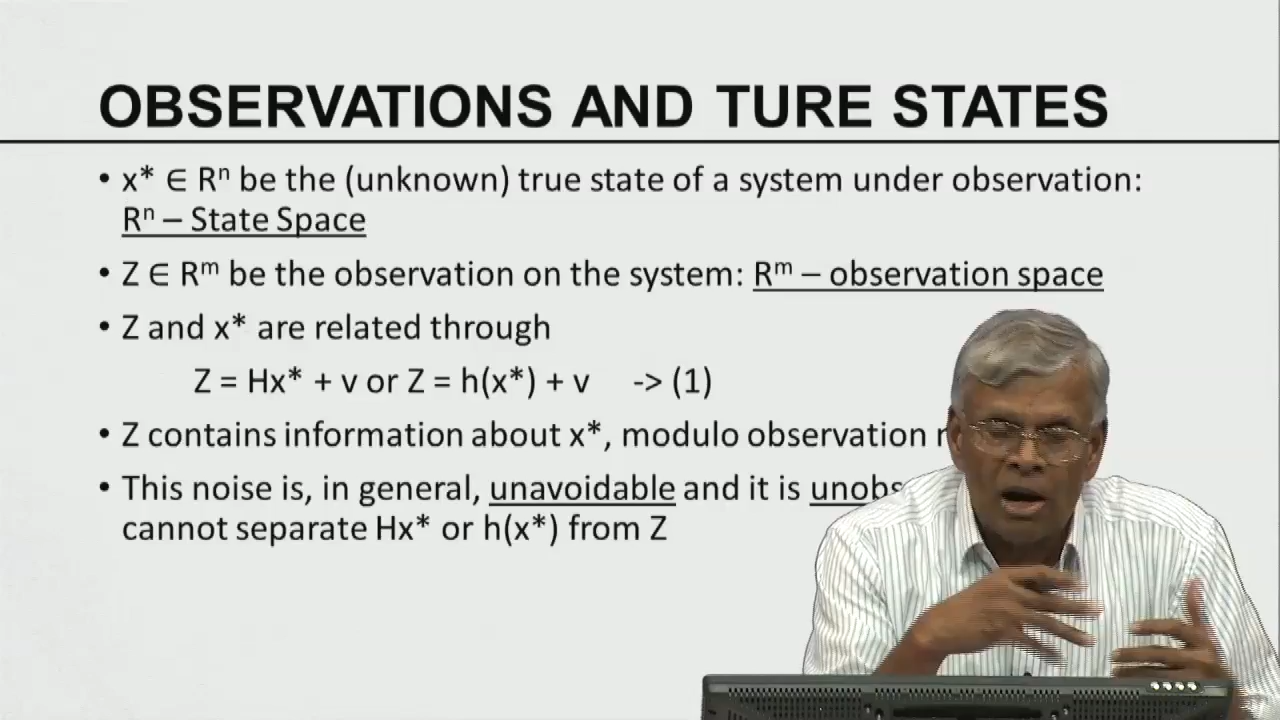 OBSERVATIONS AND TURE STATES
• x* ∈ Rⁿ be the (unknown) true state of a system under observation:
Rⁿ – State Space
• Z ∈ Rᵐ be the observation on the system: Rᵐ – observation space
• Z and x* are related through
Z = Hx* + v or Z = h(x*) + v -> (1)
• Z contains information about x*, modulo observation
• This noise is, in general, unavoidable and it is
cannot separate Hx* or h(x*) from Z